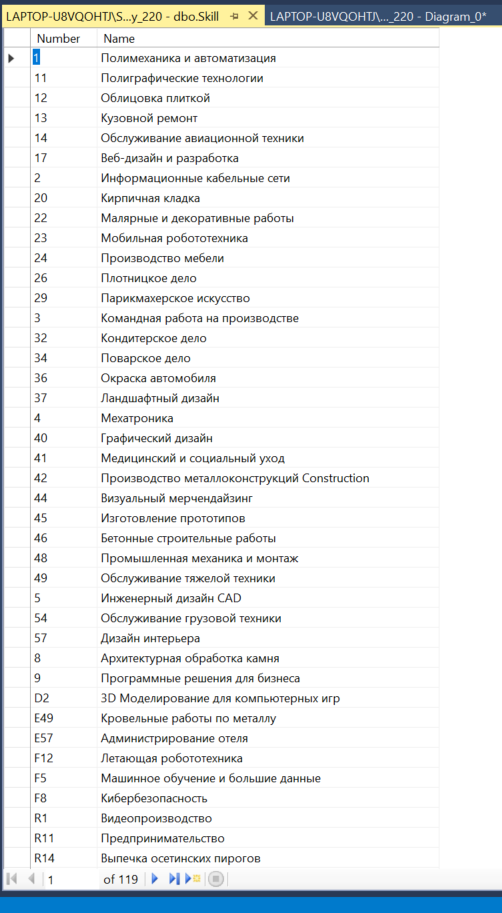 LAPTOP-U8VQOHTJ\S...y_220 - dbo.Skill LAPTOP-U8VQOHTJ\..._220 - Diagram_0*
Number Name
1 Полимеханика и автоматизация
11 Полиграфические технологии
12 Облицовка плиткой
13 Кузовной ремонт
14 Обслуживание авиационной техники
17 Веб-дизайн и разработка
2 Информационные кабельные сети
20 Кирпичная кладка
22 Малярные и декоративные работы
23 Мобильная робототехника
24 Производство мебели
26 Плотницкое дело
29 Парикмахерское искусство
3 Командная работа на производстве
32 Кондитерское дело
34 Поварское дело
36 Окраска автомобиля
37 Ландшафтный дизайн
4 Мехатроника
40 Графический дизайн
41 Медицинский и социальный уход
42 Производство металлоконструкций Construction
44 Визуальный мерчендайзинг
45 Изготовление прототипов
46 Бетонные строительные работы
48 Промышленная механика и монтаж
49 Обслуживание тяжелой техники
5 Инженерный дизайн CAD
54 Обслуживание грузовой техники
57 Дизайн интерьера
8 Архитектурная обработка камня
9 Программные решения для бизнеса
D2 3D Моделирование для компьютерных игр
E49 Кровельные работы по металлу
E57 Администрирование отеля
F12 Летающая робототехника
F5 Машинное обучение и большие данные
F8 Кибербезопасность
R1 Видеопроизводство
R11 Предпринимательство
R14 Выпечка осетинских пирогов
1 of 119